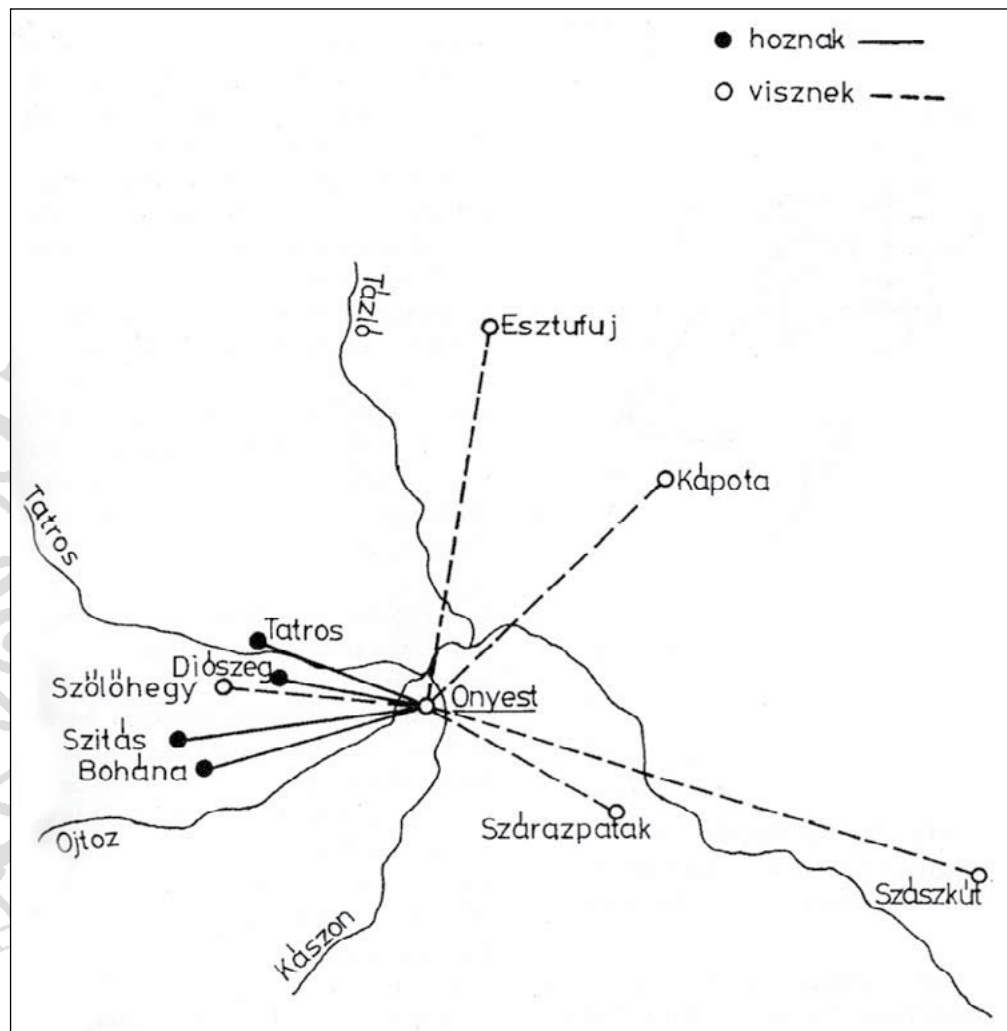 hoznak
visznek
Tázló
Esztufuj
Kápota
Tatros
Tatros
Diószeg
Szőlőhegy
Onyest
Szitás
Bohána
Szárazpatak
Ojtoz
Szászkút
Kászon